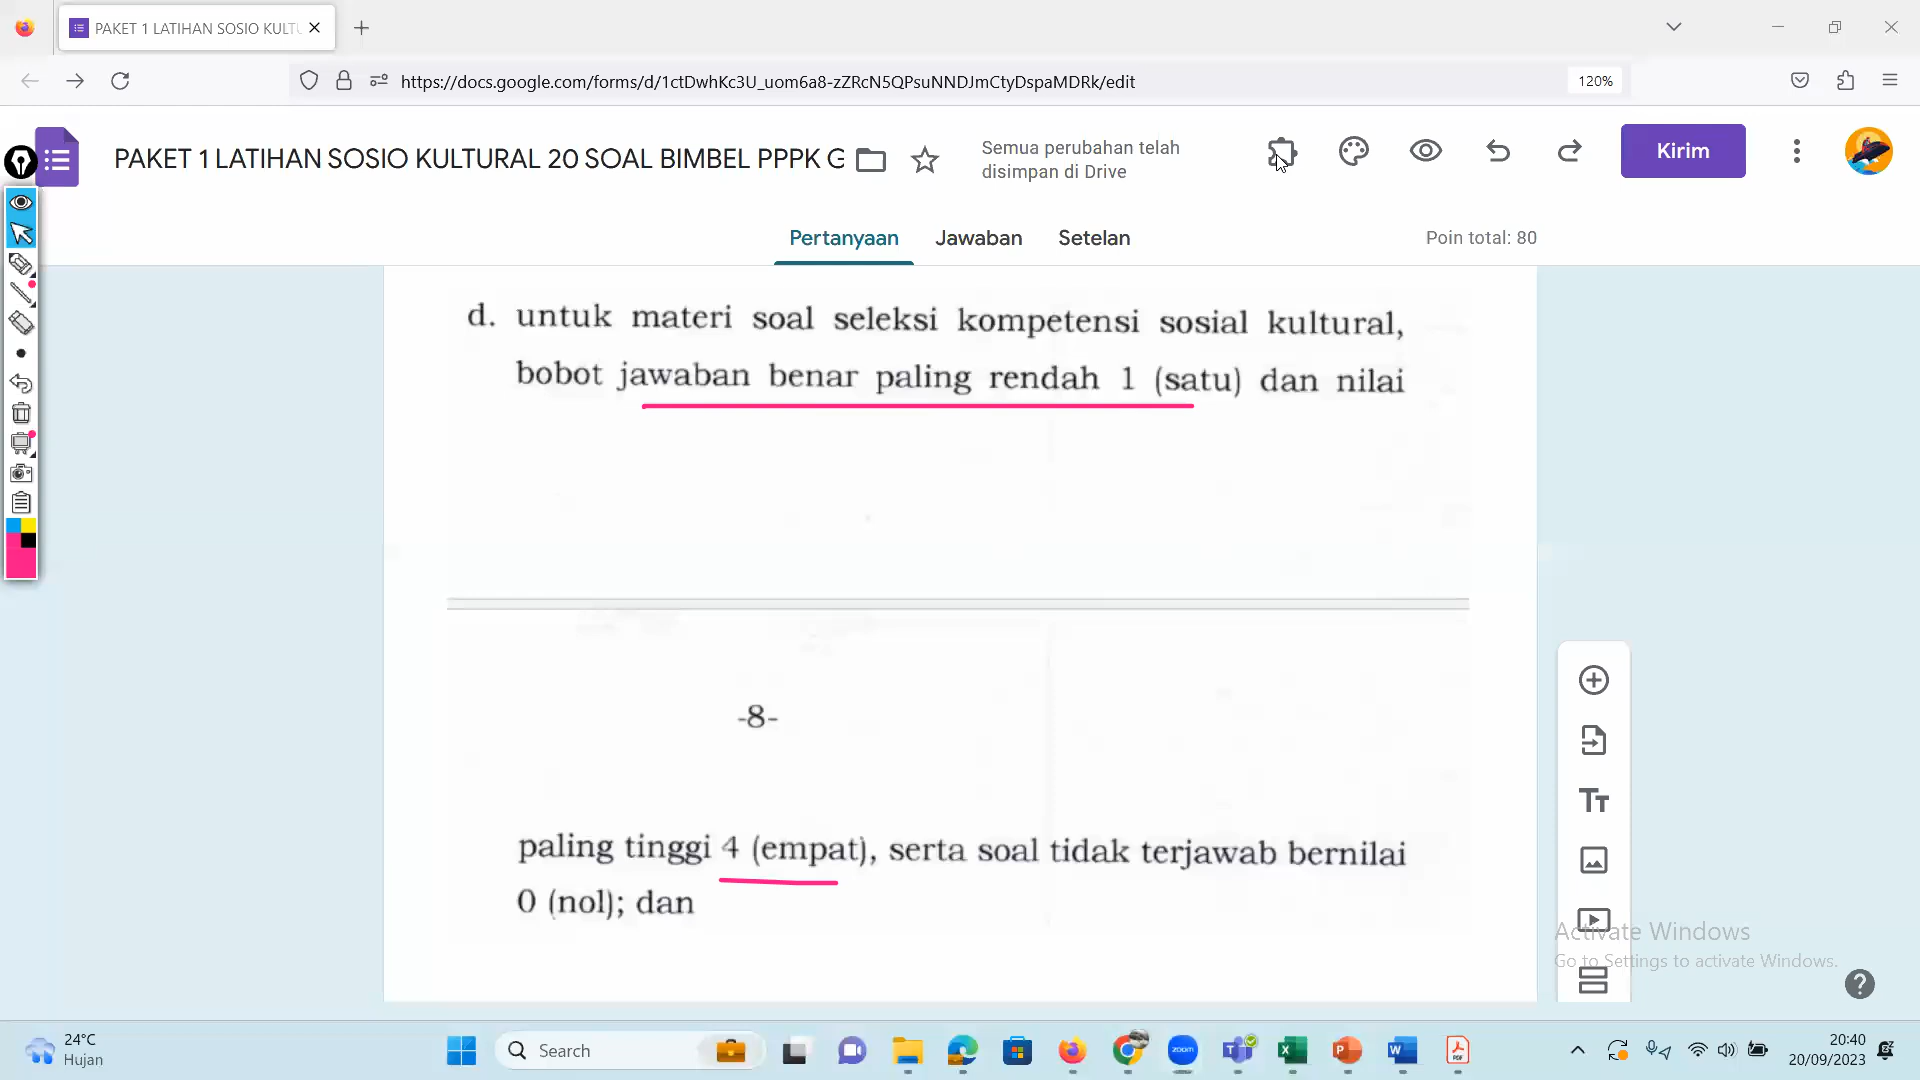 PAKET 1 LATIHAN SOSIO KULTU
https://docs.google.com/forms/d/1ctDwhKc3U_uom6a8-zZRcN5QPsuNNDJmCtyDspaMDRk/edit
120%
PAKET 1 LATIHAN SOSIO KULTURAL 20 SOAL BIMBEL PPPK G
Semua perubahan telah
disimpan di Drive
Kirim
Pertanyaan
Jawaban
Setelan
Poin total: 80
d. untuk materi soal seleksi kompetensi sosial kultural,
bobot jawaban benar paling rendah 1 (satu) dan nilai
-8-
paling tinggi 4 (empat), serta soal tidak terjawab bernilai
0 (nol); dan
Tт
Activate Windows
Go to Settings to activate Windows.
24°C
Hujan
Search
zoom
20:40
20/09/2023